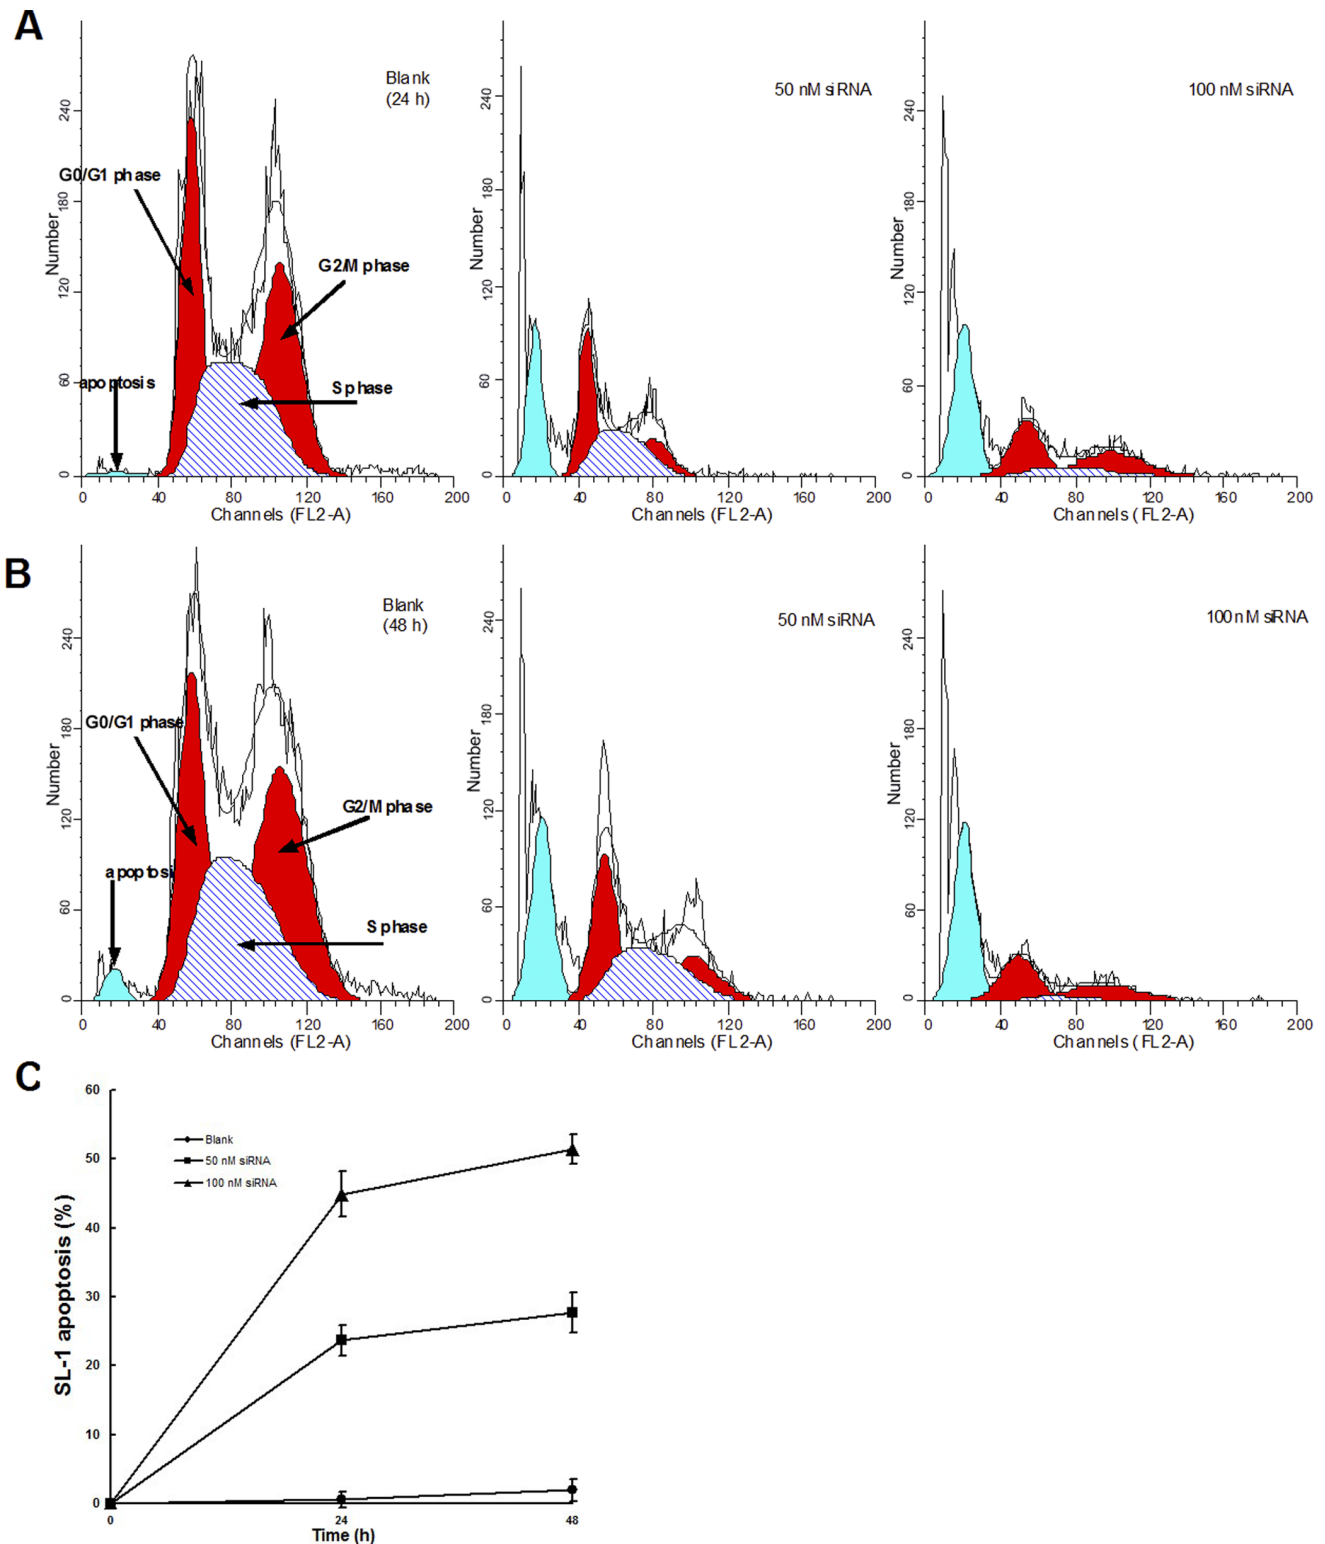 A
Blank
(24 h)
G0/G1 phase
G2/M phase
S phase
apoptosis
Number
240
180
120
60
0
0 40 80 120 160 200
Channels (FL2-A)
50 nM siRNA
Number
240
180
120
60
0
0 40 80 120 160 200
Channels (FL2-A)
100 nM siRNA
Number
240
180
120
60
0
0 40 80 120 160 200
Channels (FL2-A)
B
Blank
(48 h)
G0/G1 phase
G2/M phase
S phase
apoptosi
Number
240
180
120
60
0
0 40 80 120 160 200
Channels (FL2-A)
50 nM siRNA
Number
240
180
120
60
0
0 40 80 120 160 200
Channels (FL2-A)
100 nM siRNA
Number
240
180
120
60
0
0 40 80 120 160 200
Channels (FL2-A)
C
SL-1 apoptosis (%)
60
50
40
30
20
10
0
Blank
50 nM siRNA
100 nM siRNA
0 24 48
Time (h)